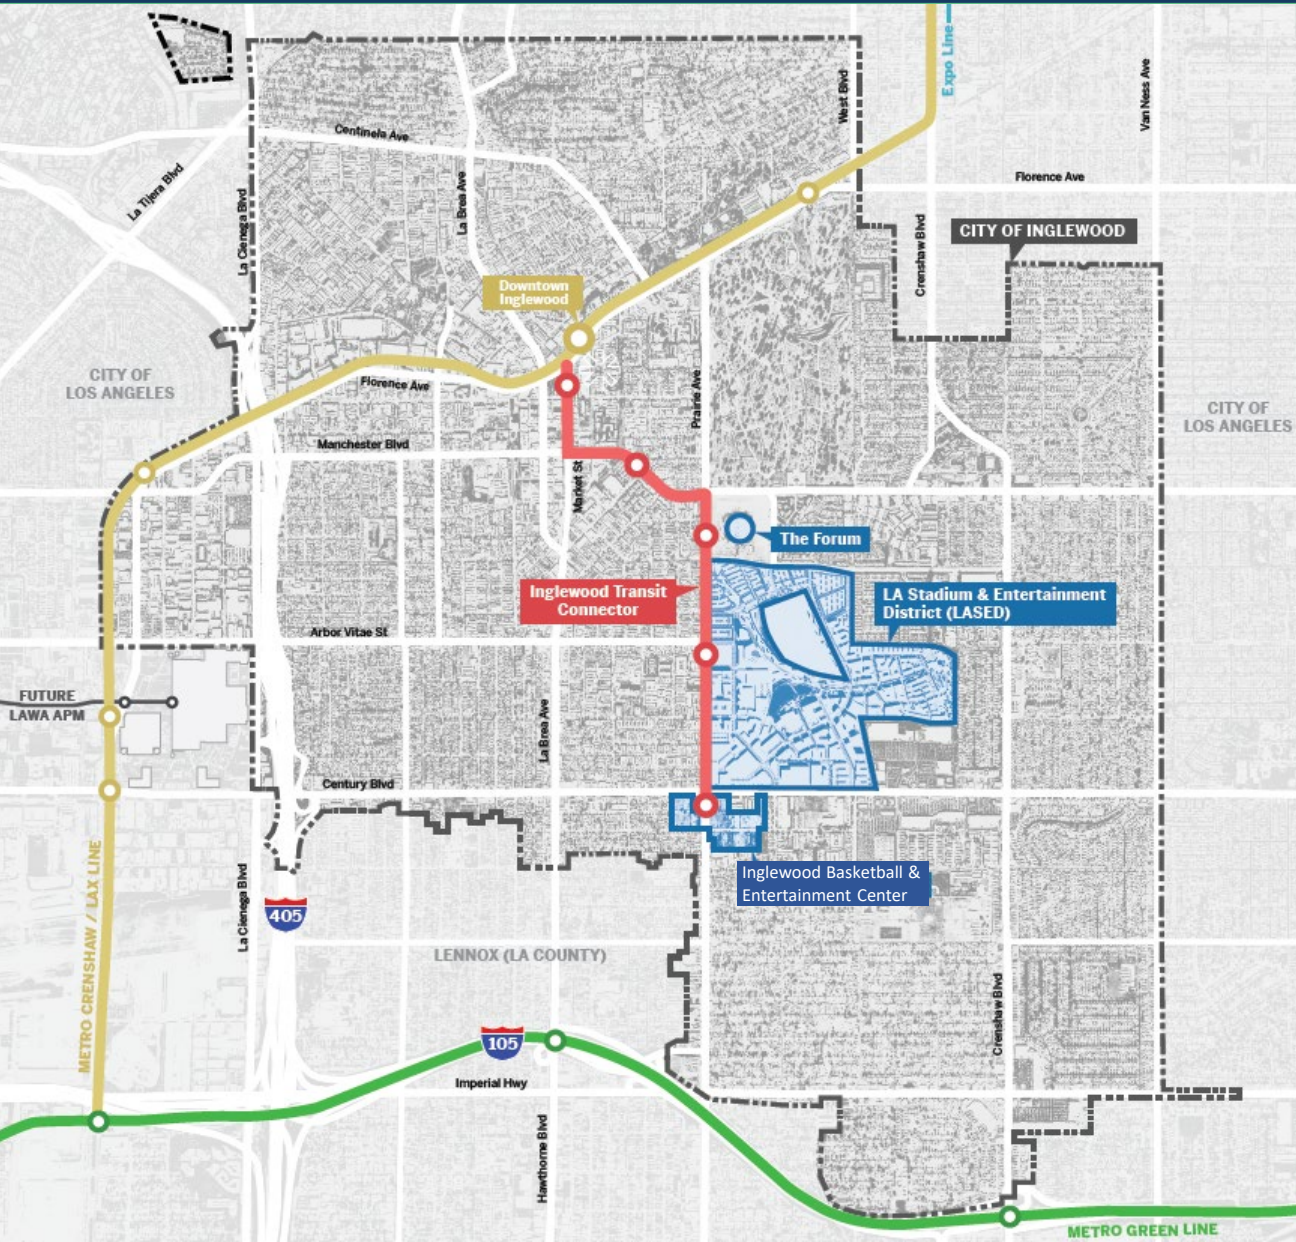 Expo Line
West Blvd
Van Ness Ave
Centinela Ave
La Tijera Blvd
La Cienega Blvd
La Brea Ave
Florence Ave
Crenshaw Blvd
CITY OF INGLEWOOD
Downtown
Inglewood
CITY OF
LOS ANGELES
Florence Ave
Prairie Ave
CITY OF
LOS ANGELES
Manchester Blvd
Market St
The Forum
Inglewood Transit
Connector
LA Stadium & Entertainment
District (LASED)
Arbor Vitae St
FUTURE
LAWA APM
La Brea Ave
Century Blvd
METRO CRENSHAW / LAX LINE
La Cienega Blvd
405
Inglewood Basketball &
Entertainment Center
LENNOX (LA COUNTY)
Crenshaw Blvd
105
Imperial Hwy
Hawthorne Blvd
METRO GREEN LINE